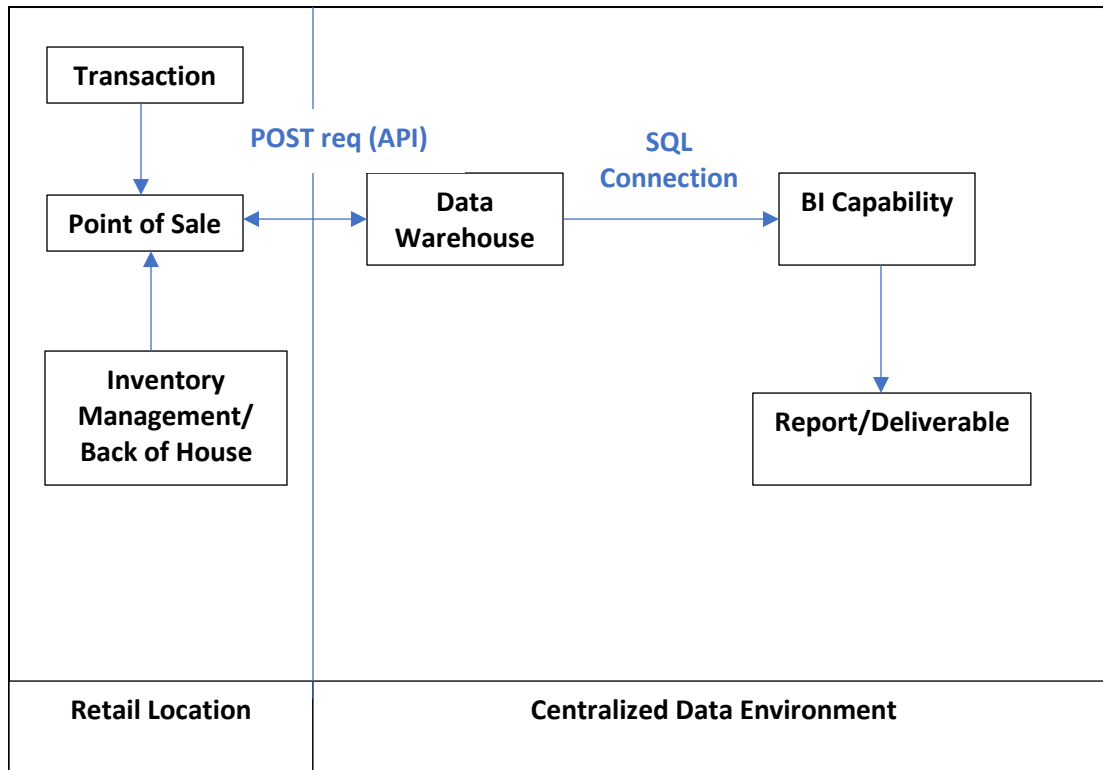 Transaction
POST req (API)
SQL
Connection
Point of Sale
Data
Warehouse
BI Capability
Inventory
Management/
Back of House
Report/Deliverable
Retail Location
Centralized Data Environment